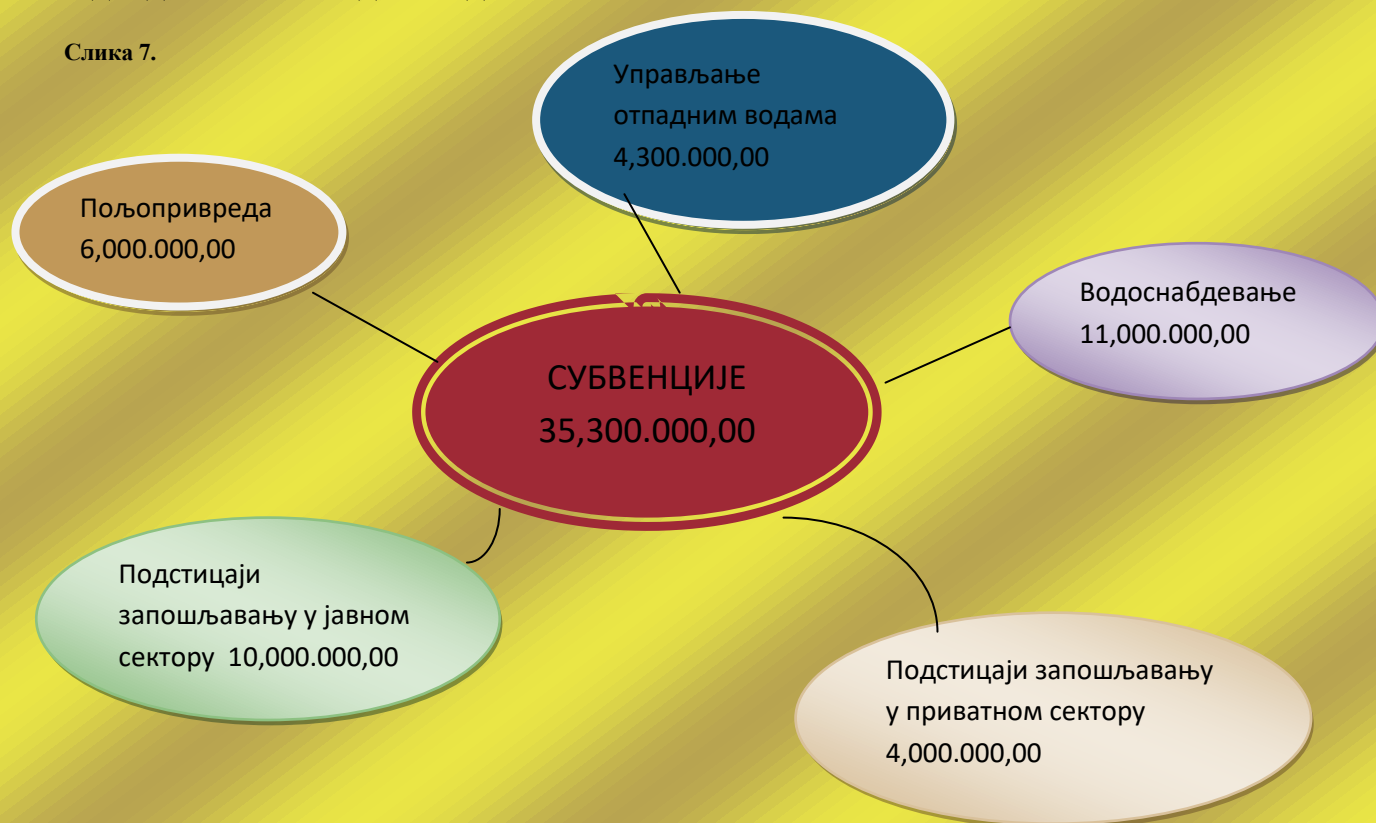 Слика 7.
Управљање
отпадним водама
4,300.000,00
Пољопривреда
6,000.000,00
Водоснабдевање
11,000.000,00
СУБВЕНЦИЈЕ
35,300.000,00
Подстицаји
запошљавању у јавном
сектору 10,000.000,00
Подстицаји запошљавању
у приватном сектору
4,000.000,00